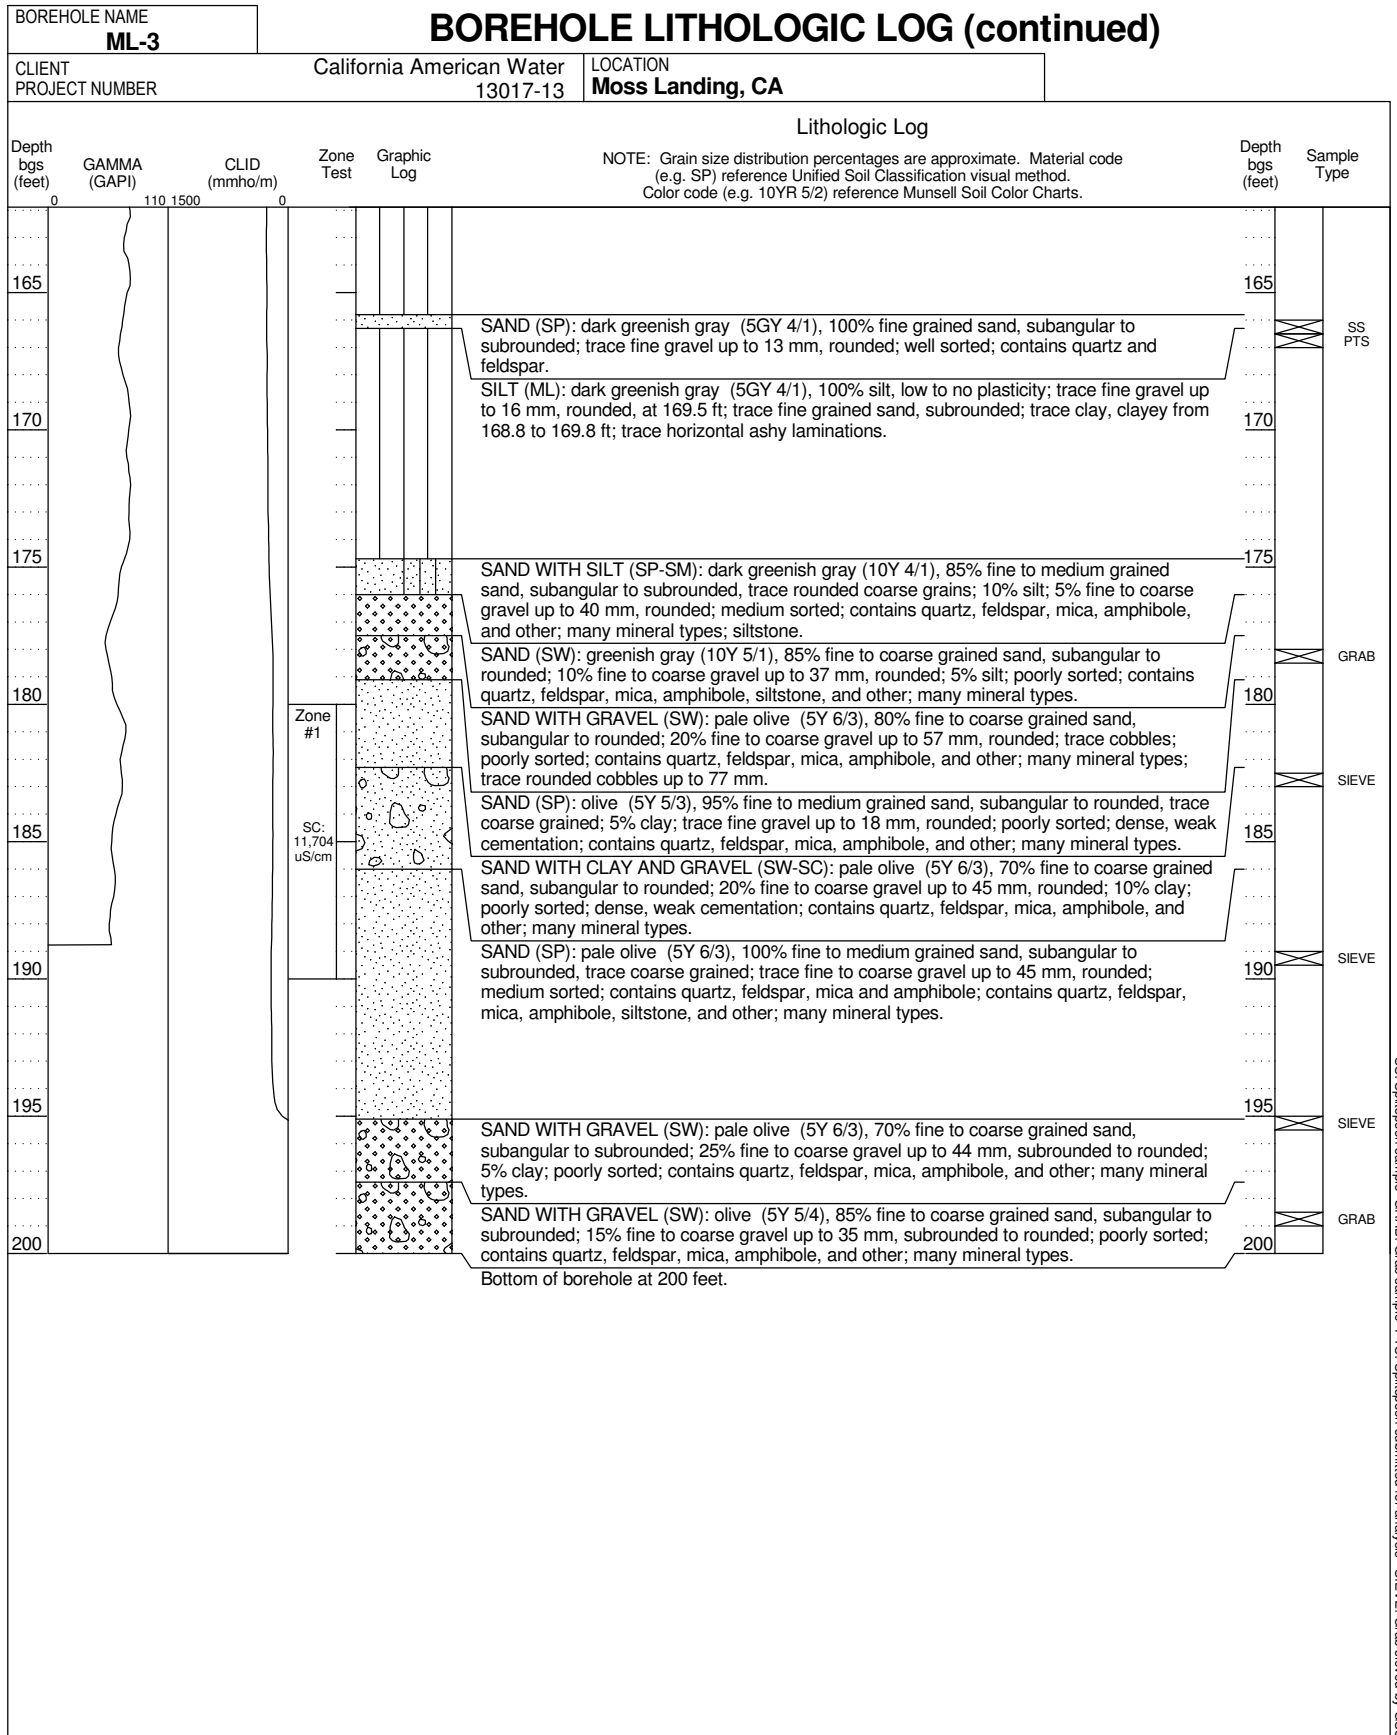 BOREHOLE NAME
ML-3
BOREHOLE LITHOLOGIC LOG (continued)
CLIENT California American Water
PROJECT NUMBER 13017-13
LOCATION
Moss Landing, CA
Lithologic Log
NOTE: Grain size distribution percentages are approximate. Material code
(e.g. SP) reference Unified Soil Classification visual method.
Color code (e.g. 10YR 5/2) reference Munsell Soil Color Charts.
Depth
bgs
(feet)
GAMMA
(GAPI)
0 110
CLID
(mmho/m)
1500 0
Zone
Test
Graphic
Log
Depth
bgs
(feet)
Sample
Type
165
170
175
180
185
190
195
200
Zone
#1
SC:
11,704
uS/cm
SAND (SP): dark greenish gray (5GY 4/1), 100% fine grained sand, subangular to
subrounded; trace fine gravel up to 13 mm, rounded; well sorted; contains quartz and
feldspar.
SILT (ML): dark greenish gray (5GY 4/1), 100% silt, low to no plasticity; trace fine gravel up
to 16 mm, rounded, at 169.5 ft; trace fine grained sand, subrounded; trace clay, clayey from
168.8 to 169.8 ft; trace horizontal ashy laminations.
SAND WITH SILT (SP-SM): dark greenish gray (10Y 4/1), 85% fine to medium grained
sand, subangular to subrounded, trace rounded coarse grains; 10% silt; 5% fine to coarse
gravel up to 40 mm, rounded; medium sorted; contains quartz, feldspar, mica, amphibole,
and other; many mineral types; siltstone.
SAND (SW): greenish gray (10Y 5/1), 85% fine to coarse grained sand, subangular to
rounded; 10% fine to coarse gravel up to 37 mm, rounded; 5% silt; poorly sorted; contains
quartz, feldspar, mica, amphibole, siltstone, and other; many mineral types.
SAND WITH GRAVEL (SW): pale olive (5Y 6/3), 80% fine to coarse grained sand,
subangular to rounded; 20% fine to coarse gravel up to 57 mm, rounded; trace cobbles;
poorly sorted; contains quartz, feldspar, mica, amphibole, and other; many mineral types;
trace rounded cobbles up to 77 mm.
SAND (SP): olive (5Y 5/3), 95% fine to medium grained sand, subangular to rounded, trace
coarse grained; 5% clay; trace fine gravel up to 18 mm, rounded; poorly sorted; dense, weak
cementation; contains quartz, feldspar, mica, amphibole, and other; many mineral types.
SAND WITH CLAY AND GRAVEL (SW-SC): pale olive (5Y 6/3), 70% fine to coarse grained
sand, subangular to rounded; 20% fine to coarse gravel up to 45 mm, rounded; 10% clay;
poorly sorted; dense, weak cementation; contains quartz, feldspar, mica, amphibole, and
other; many mineral types.
SAND (SP): pale olive (5Y 6/3), 100% fine to medium grained sand, subangular to
subrounded, trace coarse grained; trace fine to coarse gravel up to 45 mm, rounded;
medium sorted; contains quartz, feldspar, mica and amphibole; contains quartz, feldspar,
mica, amphibole, siltstone, and other; many mineral types.
SAND WITH GRAVEL (SW): pale olive (5Y 6/3), 70% fine to coarse grained sand,
subangular to subrounded; 25% fine to coarse gravel up to 44 mm, subrounded to rounded;
5% clay; poorly sorted; contains quartz, feldspar, mica, amphibole, and other; many mineral
types.
SAND WITH GRAVEL (SW): olive (5Y 5/4), 85% fine to coarse grained sand, subangular to
subrounded; 15% fine to coarse gravel up to 35 mm, subrounded to rounded; poorly sorted;
contains quartz, feldspar, mica, amphibole, and other; many mineral types.
Bottom of borehole at 200 feet.
165
170
175
180
185
190
195
200
SS
PTS
GRAB
SIEVE
SIEVE
SIEVE
GRAB